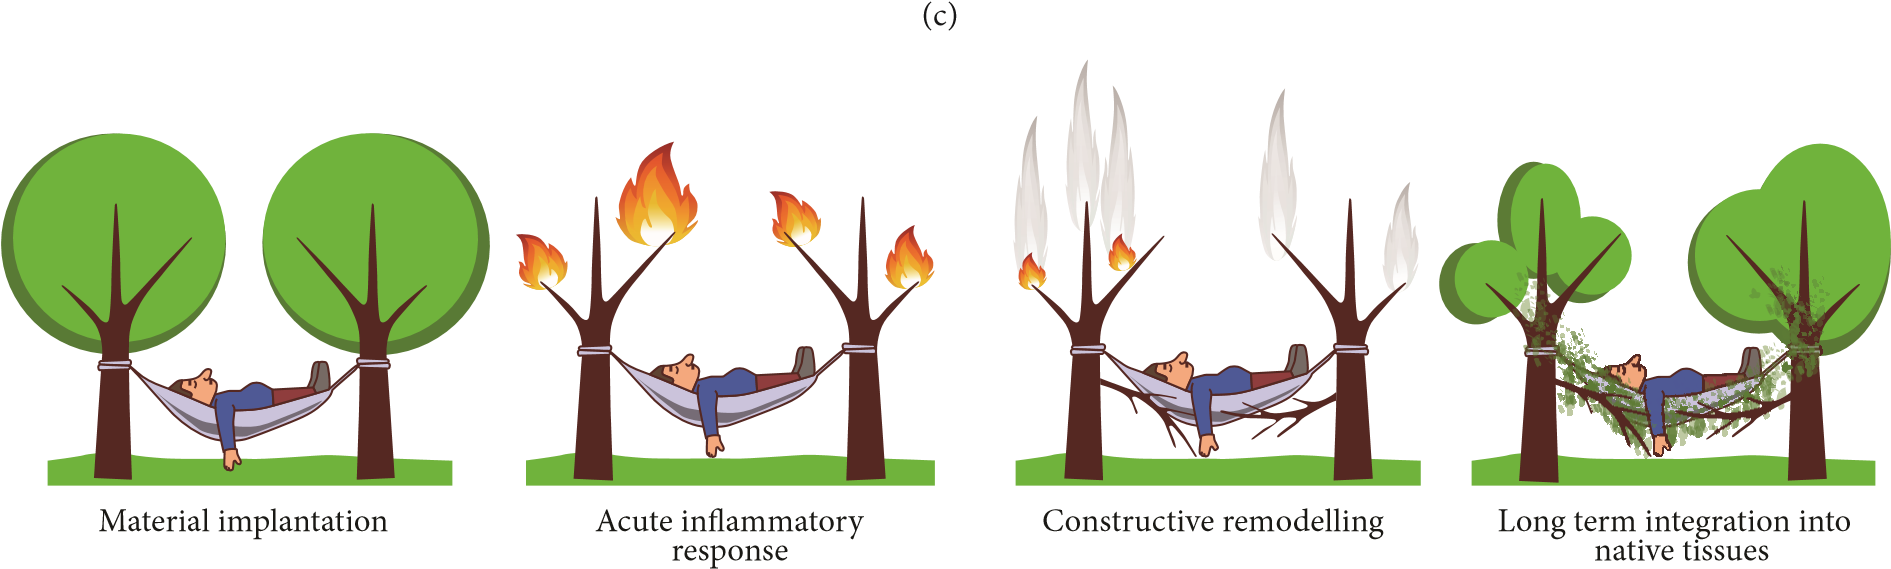 (c)
Material implantation
Acute inflammatory
response
Constructive remodelling
Long term integration into
native tissues